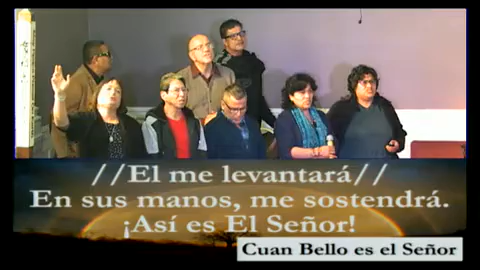 //El me levantará//
En sus manos, me sostendrá.
¡Así es El Señor!
Cuan Bello es el Señor